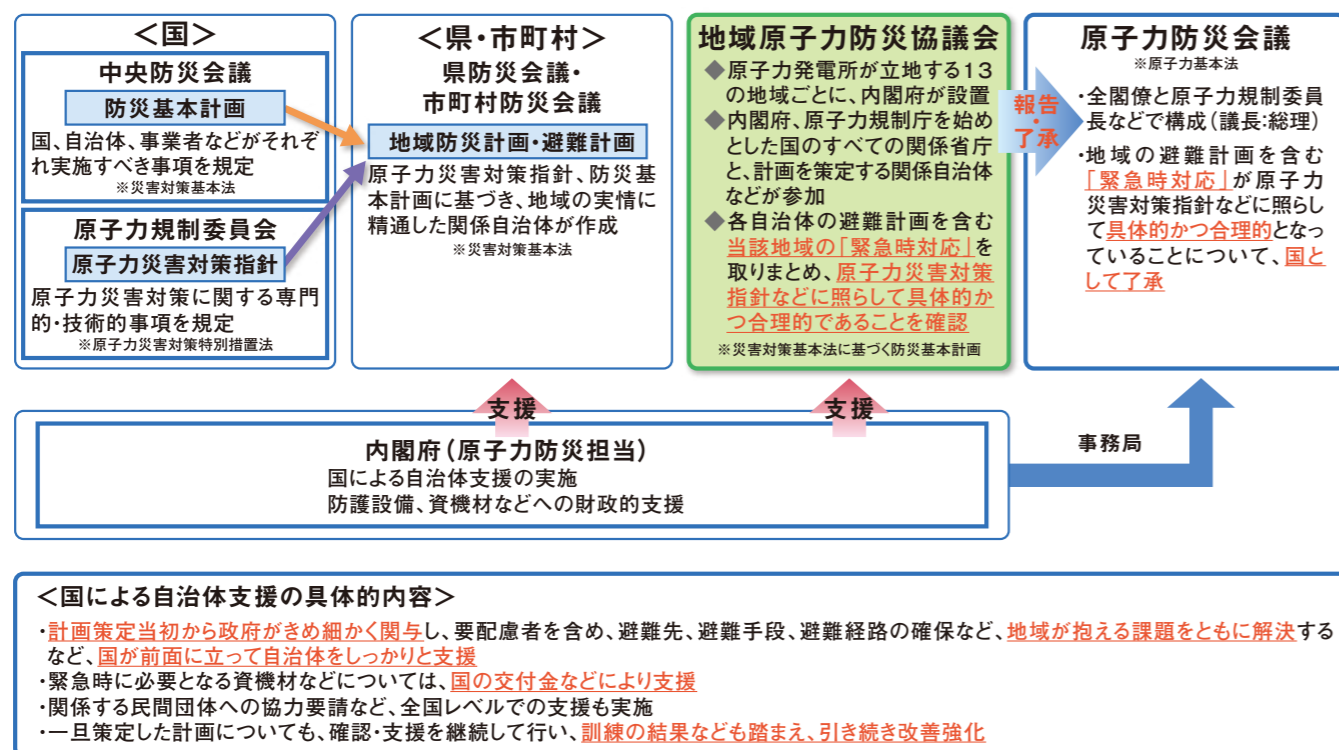 ＜国＞
中央防災会議
防災基本計画
国、自治体、事業者などがそれぞ
れ実施すべき事項を規定
※災害対策基本法
原子力規制委員会
原子力災害対策指針
原子力災害対策に関する専門
的・技術的事項を規定
※原子力災害対策特別措置法
＜県・市町村＞
県防災会議・
市町村防災会議
地域防災計画・避難計画
原子力災害対策指針、防災基
本計画に基づき、地域の実情に
精通した関係自治体が作成
※災害対策基本法
地域原子力防災協議会
◆原子力発電所が立地する13
の地域ごとに、内閣府が設置
◆内閣府、原子力規制庁を始め
とした国のすべての関係省庁
と、計画を策定する関係自治体
などが参加
◆各自治体の避難計画を含む
当該地域の「緊急時対応」を
取りまとめ、原子力災害対策
指針などに照らして具体的か
つ合理的であることを確認
※災害対策基本法に基づく防災基本計画
報告
・
了承
原子力防災会議
※原子力基本法
・全閣僚と原子力規制委員
長などで構成（議長：総理）
・地域の避難計画を含む
「緊急時対応」が原子力
災害対策指針などに照らし
て具体的かつ合理的となっ
ていることについて、国と
して了承
支援
支援
内閣府（原子力防災担当）
国による自治体支援の実施
防護設備、資機材などへの財政的支援
事務局
＜国による自治体支援の具体的内容＞
・計画策定当初から政府がきめ細かく関与し、要配慮者を含め、避難先、避難手段、避難経路の確保など、地域が抱える課題をともに解決する
など、国が前面に立って自治体をしっかりと支援
・緊急時に必要となる資機材などについては、国の交付金などにより支援
・関係する民間団体への協力要請など、全国レベルでの支援も実施
・一旦策定した計画についても、確認・支援を継続して行い、訓練の結果なども踏まえ、引き続き改善強化